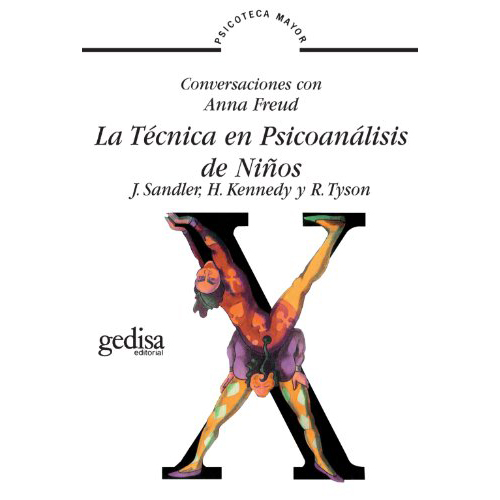 PSICOTECA MAYOR
Conversaciones con
Anna Freud
La Técnica en Psicoanálisis
de Niños
J. Sandler, H. Kennedy y R. Tyson
X
gedisa
editorial